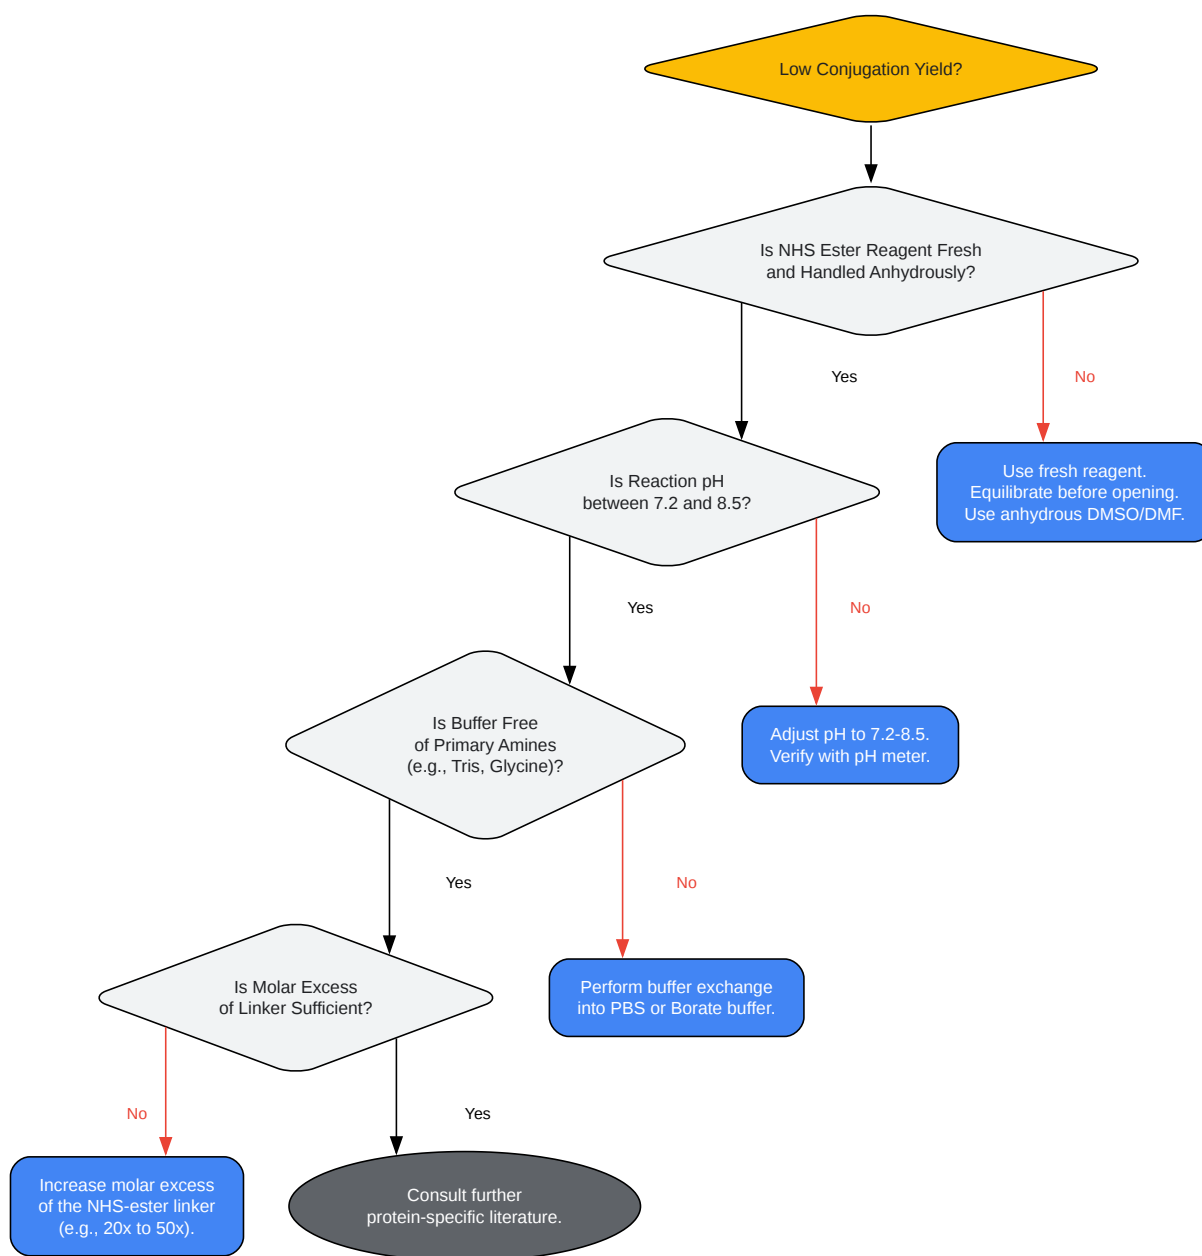 Low Conjugation Yield?
Is NHS Ester Reagent Fresh
and Handled Anhydrously?
Yes
No
Is Reaction pH
between 7.2 and 8.5?
Use fresh reagent.
Equilibrate before opening.
Use anhydrous DMSO/DMF.
Yes
No
Is Buffer Free
of Primary Amines
(e.g., Tris, Glycine)?
Adjust pH to 7.2-8.5.
Verify with pH meter.
Yes
No
Is Molar Excess
of Linker Sufficient?
Perform buffer exchange
into PBS or Borate buffer.
No
Yes
Increase molar excess
of the NHS-ester linker
(e.g., 20x to 50x).
Consult further
protein-specific literature.